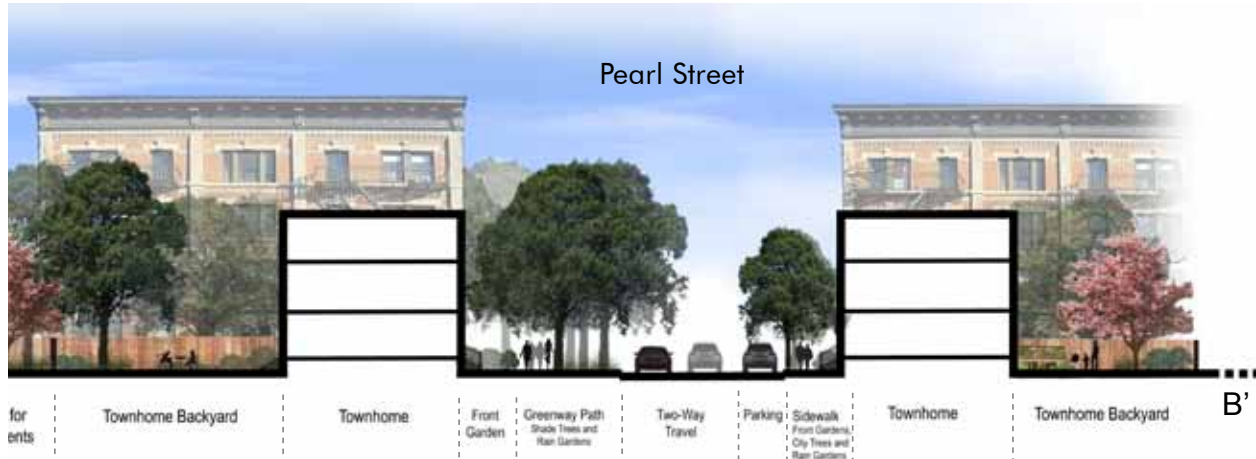 Pearl Street
B'
for
ents
Townhome Backyard
Townhome
Front
Garden
Greenway Path
Shade Trees and
Rain Gardens
Two-Way
Travel
Parking
Sidewalk
Front Gardens,
City Trees and
Rain Gardens
Townhome
Townhome Backyard